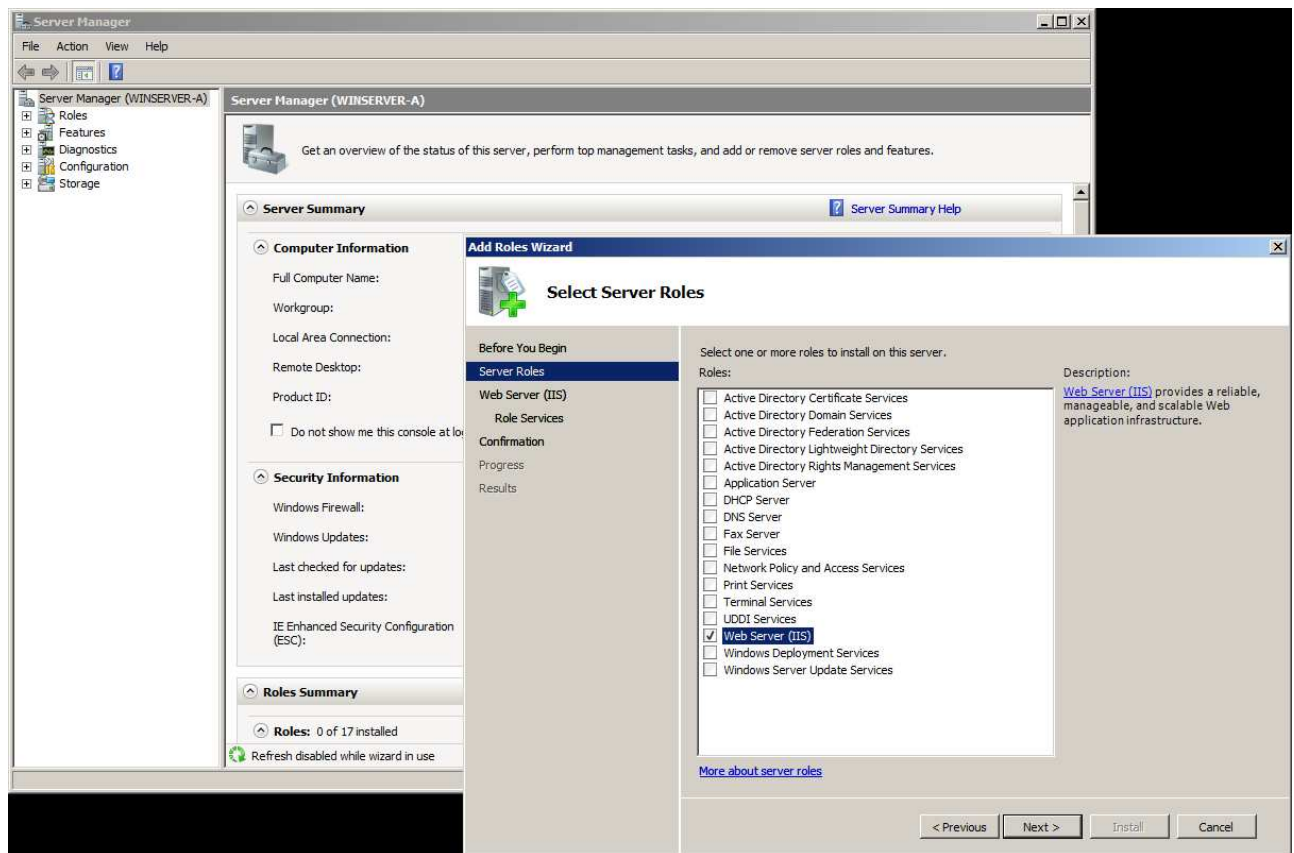 Server Manager
File Action View Help
Server Manager (WINSERVER-A)
Roles
Features
Diagnostics
Configuration
Storage
Server Manager (WINSERVER-A)
Get an overview of the status of this server, perform top management tasks, and add or remove server roles and features.
Server Summary
Server Summary Help
Computer Information
Full Computer Name:
Workgroup:
Local Area Connection:
Remote Desktop:
Product ID:
Do not show me this console at lo
Security Information
Windows Firewall:
Windows Updates:
Last checked for updates:
Last installed updates:
IE Enhanced Security Configuration
(ESC):
Roles Summary
Roles: 0 of 17 installed
Refresh disabled while wizard in use
Add Roles Wizard
Select Server Roles
Before You Begin
Server Roles
Web Server (IIS)
Role Services
Confirmation
Progress
Results
Select one or more roles to install on this server.
Roles:
Active Directory Certificate Services
Active Directory Domain Services
Active Directory Federation Services
Active Directory Lightweight Directory Services
Active Directory Rights Management Services
Application Server
DHCP Server
DNS Server
Fax Server
File Services
Network Policy and Access Services
Print Services
Terminal Services
UDDI Services
Web Server (IIS)
Windows Deployment Services
Windows Server Update Services
Description:
Web Server (IIS) provides a reliable,
manageable, and scalable Web
application infrastructure.
More about server roles
< Previous Next > Install Cancel